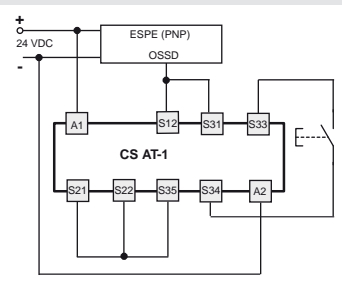 +
24 VDC
-
ESPE (PNP)
OSSD
A1
S12
S31
S33
CS AT-1
S21
S22
S35
S34
A2